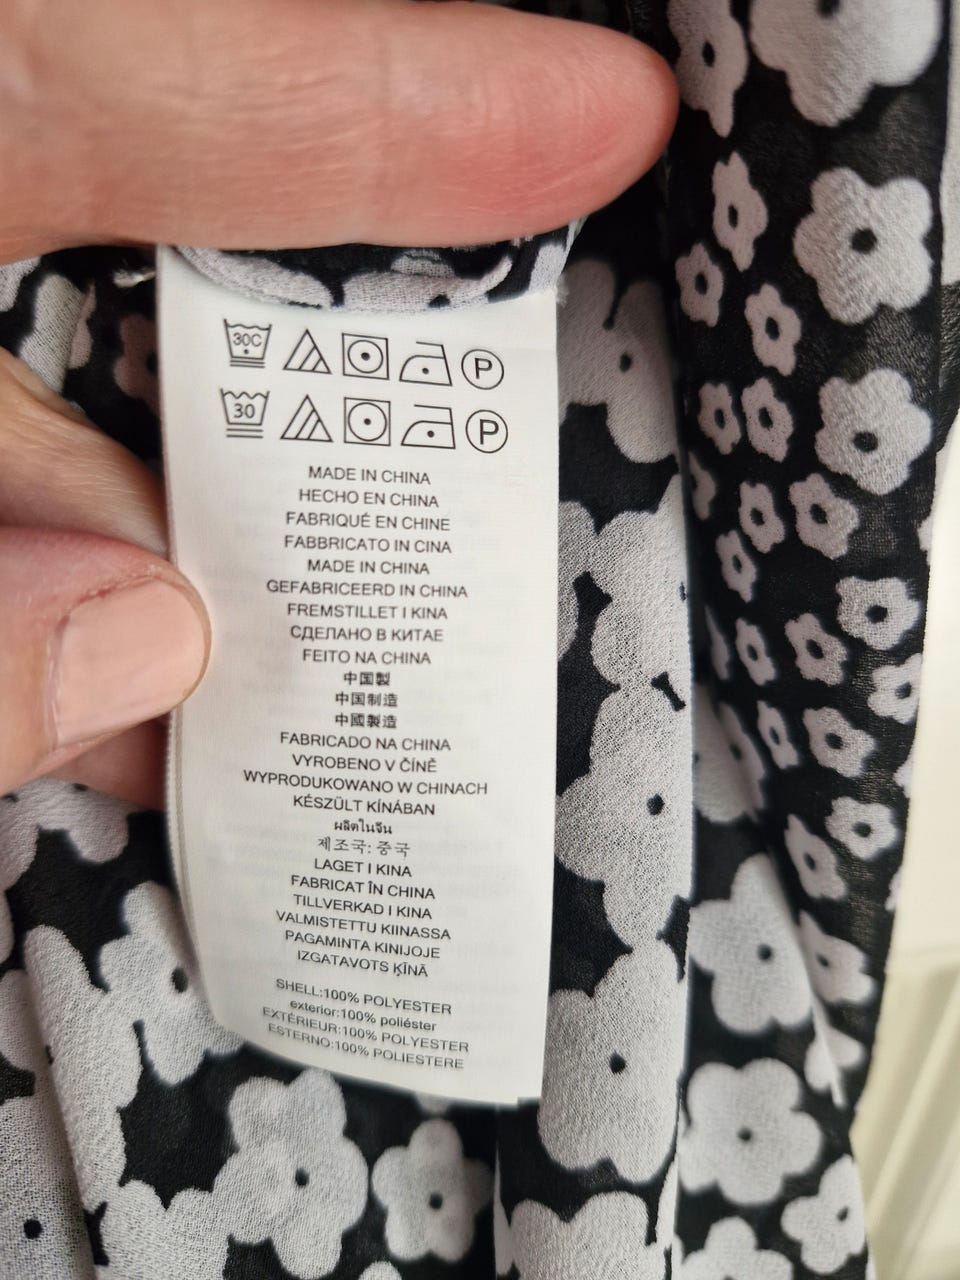 30C P
30 P
MADE IN CHINA
HECHO EN CHINA
FABRIQUÉ EN CHINE
FABBRICATO IN CINA
MADE IN CHINA
GEFABRICEERD IN CHINA
FREMSTILLET I KINA
СДЕЛАНО В КИТАЕ
FEITO NA CHINA
中国製
中国制造
中國製造
FABRICADO NA CHINA
VYROBENO V ČÍNĚ
WYPRODUKOWANO W CHINACH
KÉSZÜLT KÍNÁBAN
ผลิตในจีน
제조국: 중국
LAGET I KINA
FABRICAT ÎN CHINA
TILLVERKAD I KINA
VALMISTETTU KIINASSA
PAGAMINTA KINIJOJE
IZGATAVOTS ĶĪNĀ
SHELL:100% POLYESTER
exterior:100% poliéster
EXTÉRIEUR:100% POLYESTER
ESTERNO:100% POLIESTERE